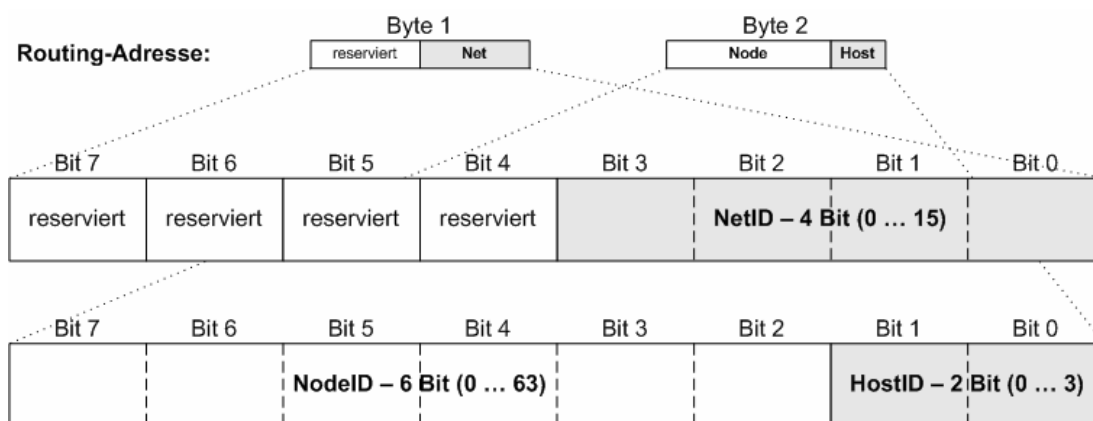 Byte 1 Byte 2
Routing-Adresse: reserviert Net Node Host
Bit 7 Bit 6 Bit 5 Bit 4 Bit 3 Bit 2 Bit 1 Bit 0
reserviert reserviert reserviert reserviert NetID – 4 Bit (0 ... 15)
Bit 7 Bit 6 Bit 5 Bit 4 Bit 3 Bit 2 Bit 1 Bit 0
NodeID – 6 Bit (0 ... 63) HostID – 2 Bit (0 ... 3)